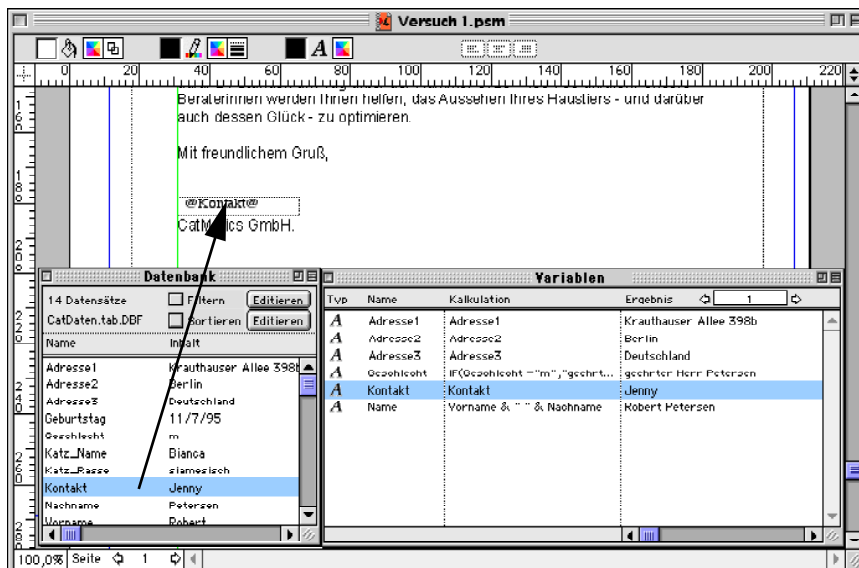 Versuch 1.psm
0 20 40 60 80 100 120 140 160 180 200 220
Beraterinnen werden Ihnen helfen, das Aussehen Ihres Haustiers - und darüber
auch dessen Glück - zu optimieren.
Mit freundlichem Gruß,
@Kontakt@
CatMagics GmbH.
Datenbank
14 Datensätze Filtern Editieren
CatDaten.tab.DBF Sortieren Editieren
Name Inhalt
Adresse1 Krauthauser Allee 398b
Adresse2 Berlin
Adresse3 Deutschland
Geburtstag 11/7/95
Geschlecht m
Katz_Name Bianca
Katz_Rasse siamesisch
Kontakt Jenny
Nachname Petersen
Vorname Robert
Variablen
Typ Name Kalkulation Ergebnis 1
A Adresse1 Adresse1 Krauthauser Allee 398b
A Adresse2 Adresse2 Berlin
A Adresse3 Adresse3 Deutschland
A Geschlecht IF(Geschlecht ="m","geehrt... geehrter Herr Petersen
A Kontakt Kontakt Jenny
A Name Vorname & " " & Nachname Robert Petersen
100,0% Seite 1